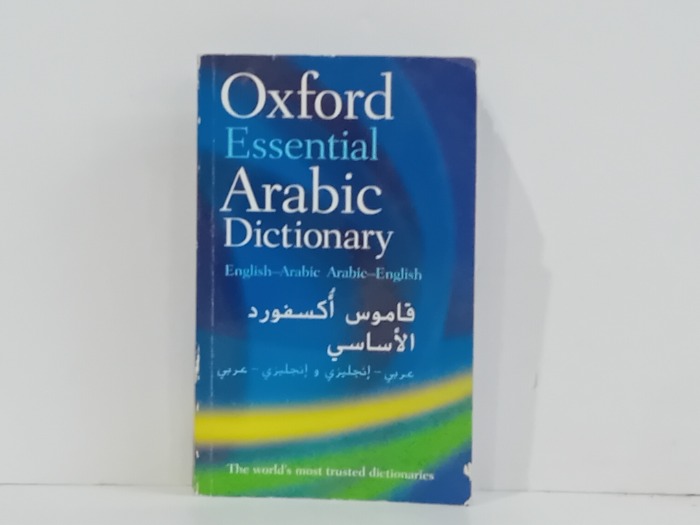 Oxford
Essential
Arabic
Dictionary
English–Arabic Arabic–English
قاموس أُكسفورد
الأساسي
عربي - إنجليزي و إنجليزي - عربي
The world's most trusted dictionaries